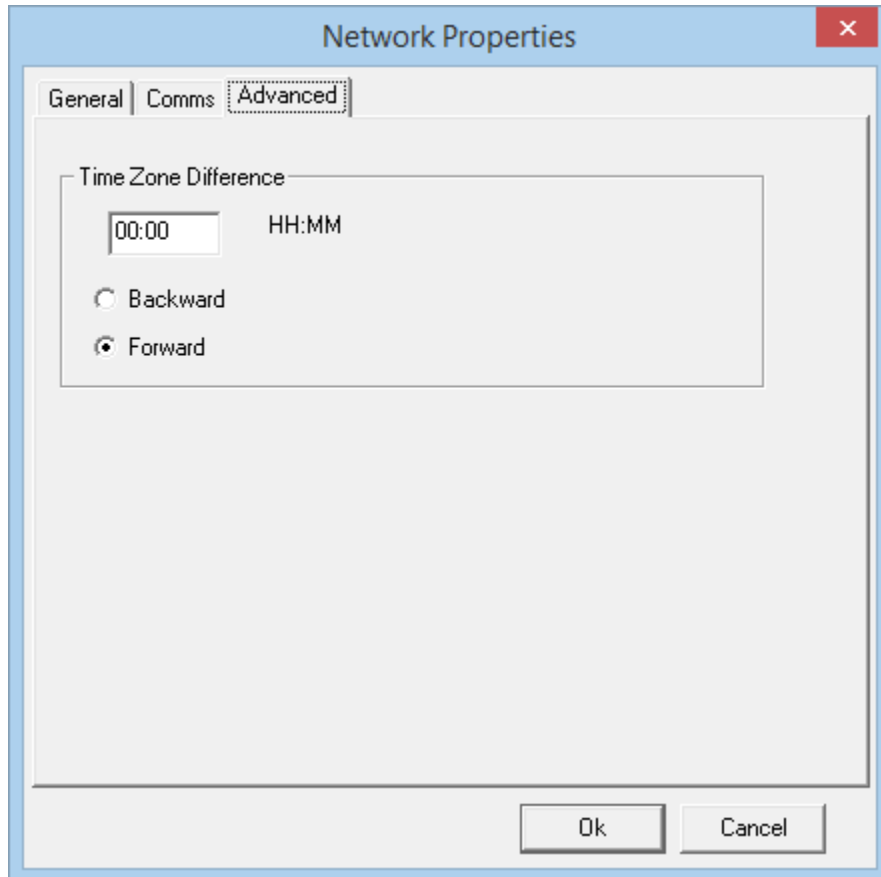 Network Properties
General Comms Advanced
Time Zone Difference
00:00 HH:MM
Backward
Forward
Ok Cancel